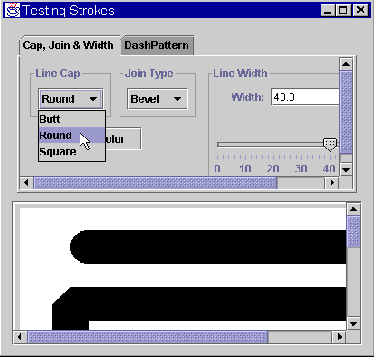 Testing Strokes
Cap, Join & Width DashPattern
Line Cap Join Type Line Width
Round Bevel Width: 40.0
Butt
Round
Square
0 10 20 30 40